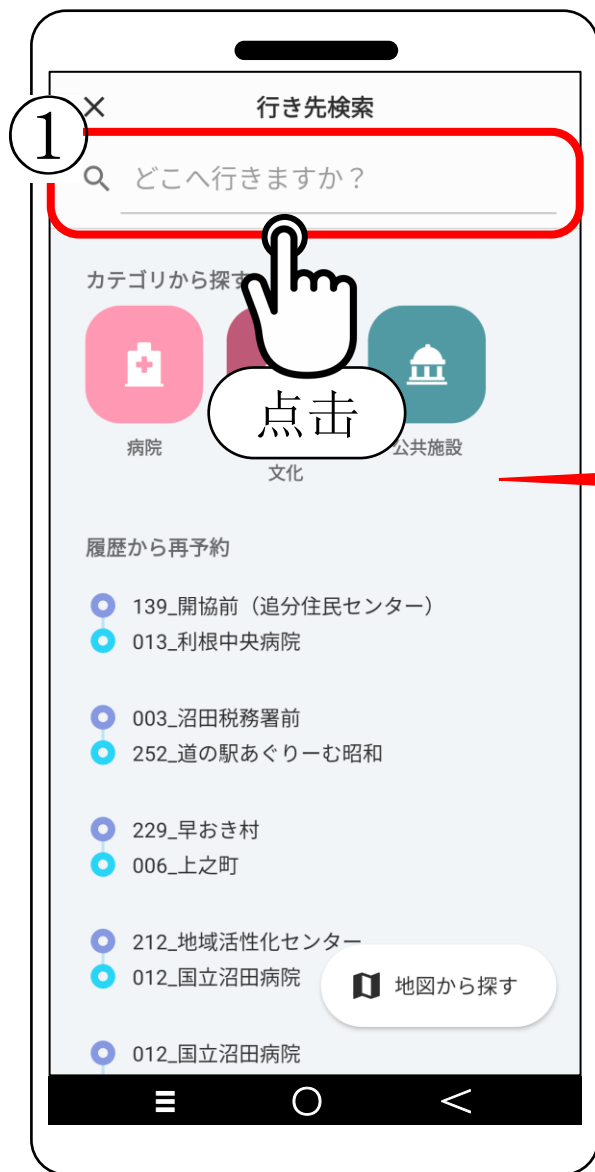 行き先検索
1
どこへ行きますか？
カテゴリから探す
点击
病院
文化
公共施設
履歴から再予約
139_開協前（追分住民センター）
013_利根中央病院
003_沼田税務署前
252_道の駅あぐりーむ昭和
229_早おき村
006_上之町
212_地域活性化センター
012_国立沼田病院
地図から探す
012_国立沼田病院